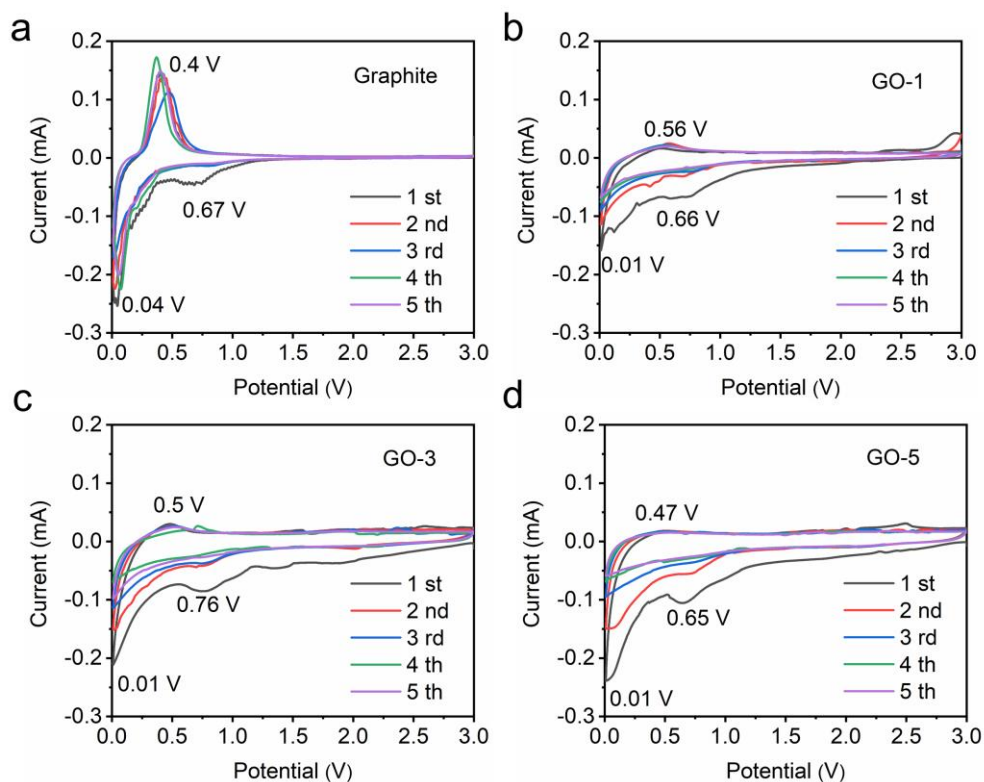 a
0.2
0.1
0.0
-0.1
-0.2
-0.3
Current (mA)
0.4 V
Graphite
0.67 V
0.04 V
1 st
2 nd
3 rd
4 th
5 th
0.0 0.5 1.0 1.5 2.0 2.5 3.0
Potential (V)
b
0.2
0.1
0.0
-0.1
-0.2
-0.3
Current (mA)
GO-1
0.56 V
0.66 V
0.01 V
1 st
2 nd
3 rd
4 th
5 th
0.0 0.5 1.0 1.5 2.0 2.5 3.0
Potential (V)
c
0.2
0.1
0.0
-0.1
-0.2
-0.3
Current (mA)
GO-3
0.5 V
0.76 V
0.01 V
1 st
2 nd
3 rd
4 th
5 th
0.0 0.5 1.0 1.5 2.0 2.5 3.0
Potential (V)
d
0.2
0.1
0.0
-0.1
-0.2
-0.3
Current (mA)
GO-5
0.47 V
0.65 V
0.01 V
1 st
2 nd
3 rd
4 th
5 th
0.0 0.5 1.0 1.5 2.0 2.5 3.0
Potential (V)